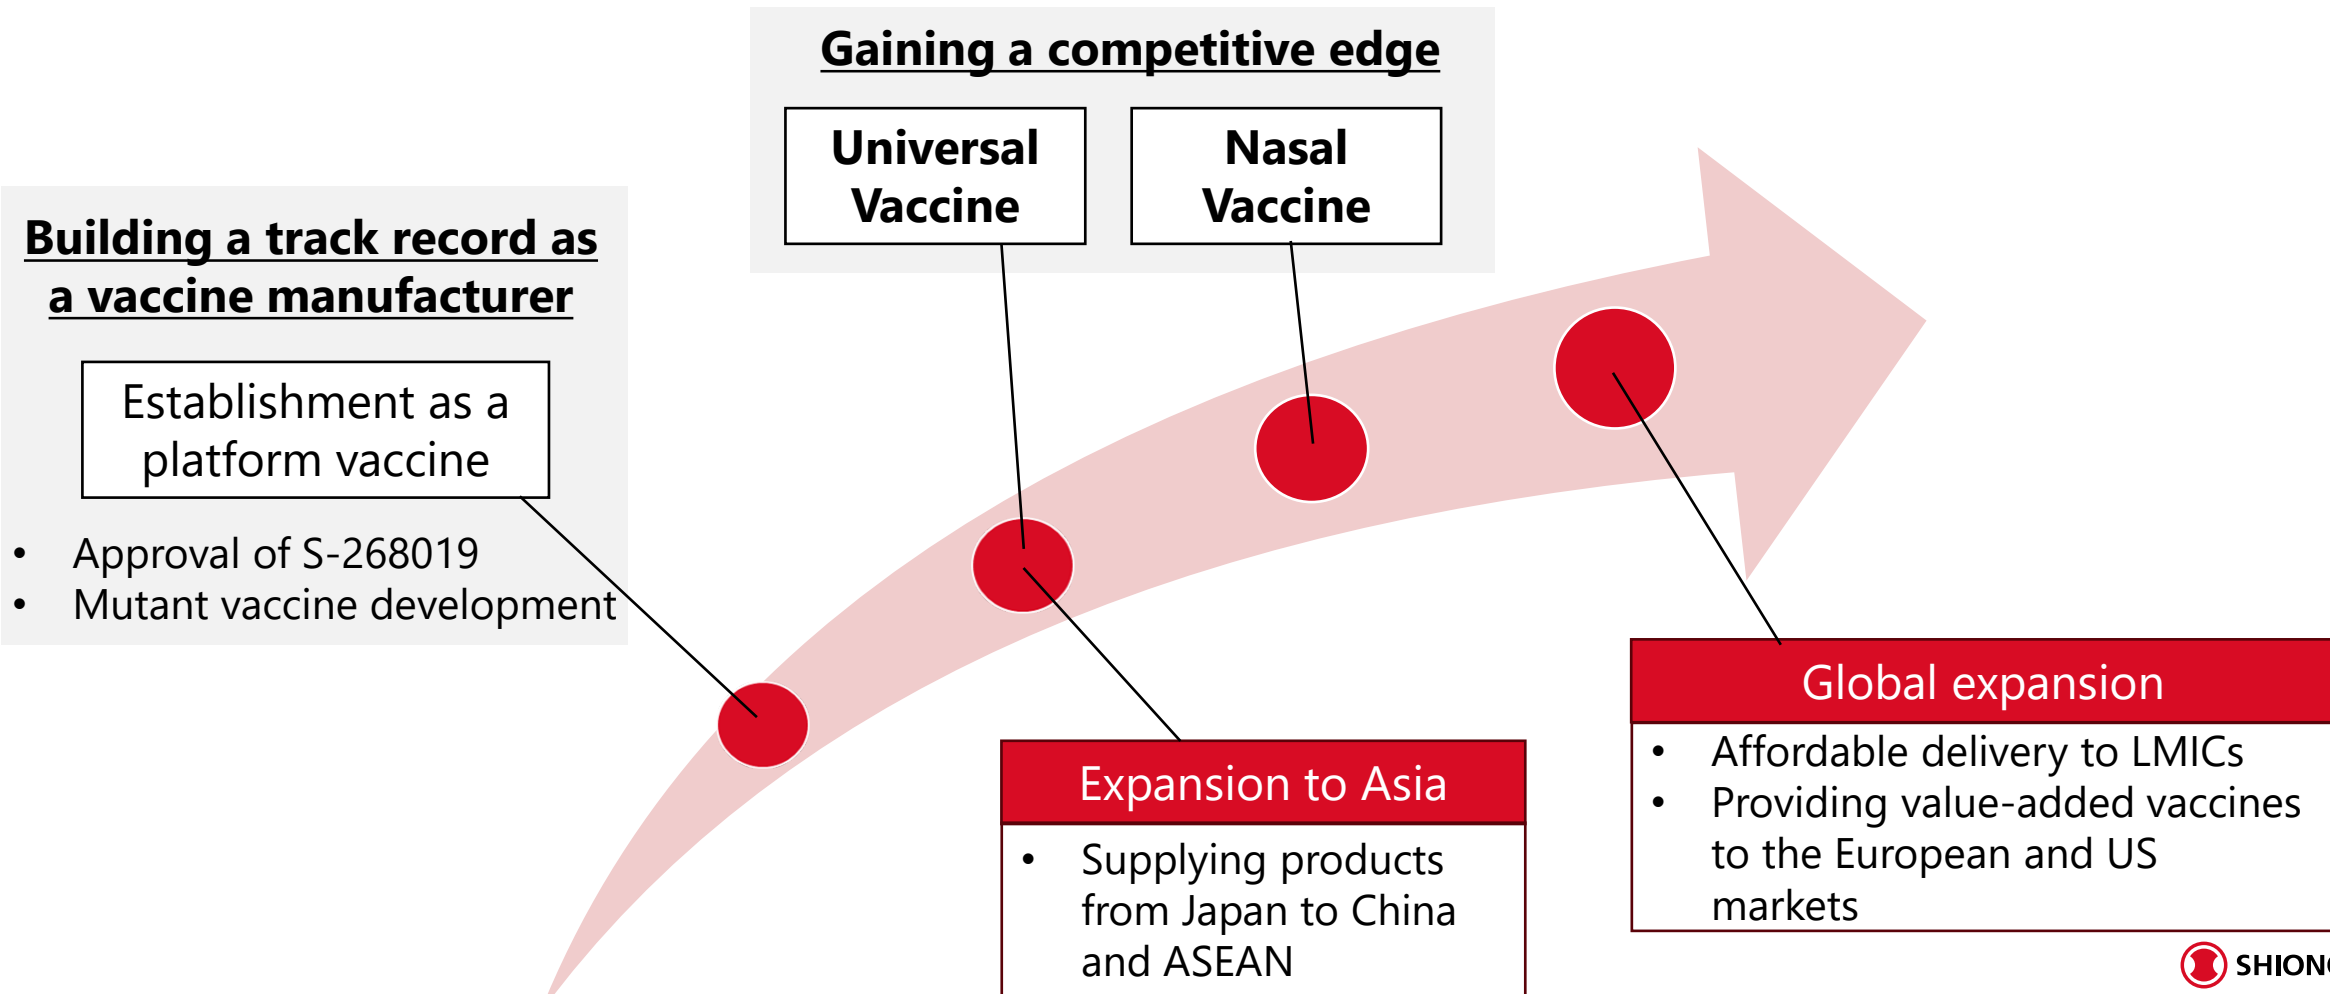 Gaining a competitive edge
Universal
Vaccine
Nasal
Vaccine
Building a track record as
a vaccine manufacturer
Establishment as a
platform vaccine
• Approval of S-268019
• Mutant vaccine development
Expansion to Asia
• Supplying products
from Japan to China
and ASEAN
Global expansion
• Affordable delivery to LMICs
• Providing value-added vaccines
to the European and US
markets